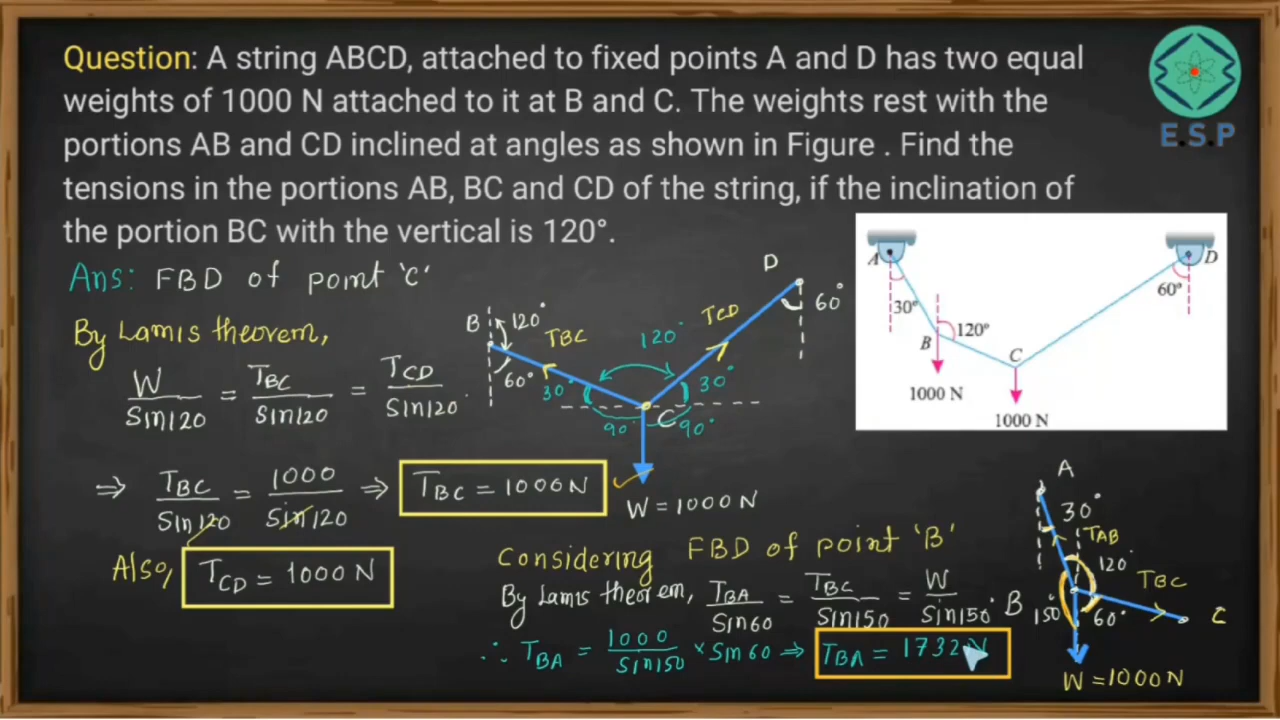 Question: A string ABCD, attached to fixed points A and D has two equal
weights of 1000 N attached to it at B and C. The weights rest with the
portions AB and CD inclined at angles as shown in Figure . Find the
tensions in the portions AB, BC and CD of the string, if the inclination of
the portion BC with the vertical is 120°.
E.S.P
Ans: FBD of point 'C'
By Lamis theorem,
W/Sin120 = TBC/Sin120 = TCD/Sin120.
⇒ TBC/Sin120 = 1000/Sin120 ⇒ TBC = 1000N
Also, TCD = 1000 N
B 120° TBC 120° TCD D 60°
60° 30° 30°
90° C 90°
W = 1000 N
A D
30° 60°
B 120° C
1000 N
1000 N
Considering FBD of point 'B'
By Lamis theorem, TBA/Sin60 = TBC/Sin150 = W/Sin150.
∴ TBA = 1000/Sin150 × Sin60 ⇒ TBA = 1732 N
A
30°
TAB
120° TBC
B 150° 60° C
W = 1000 N